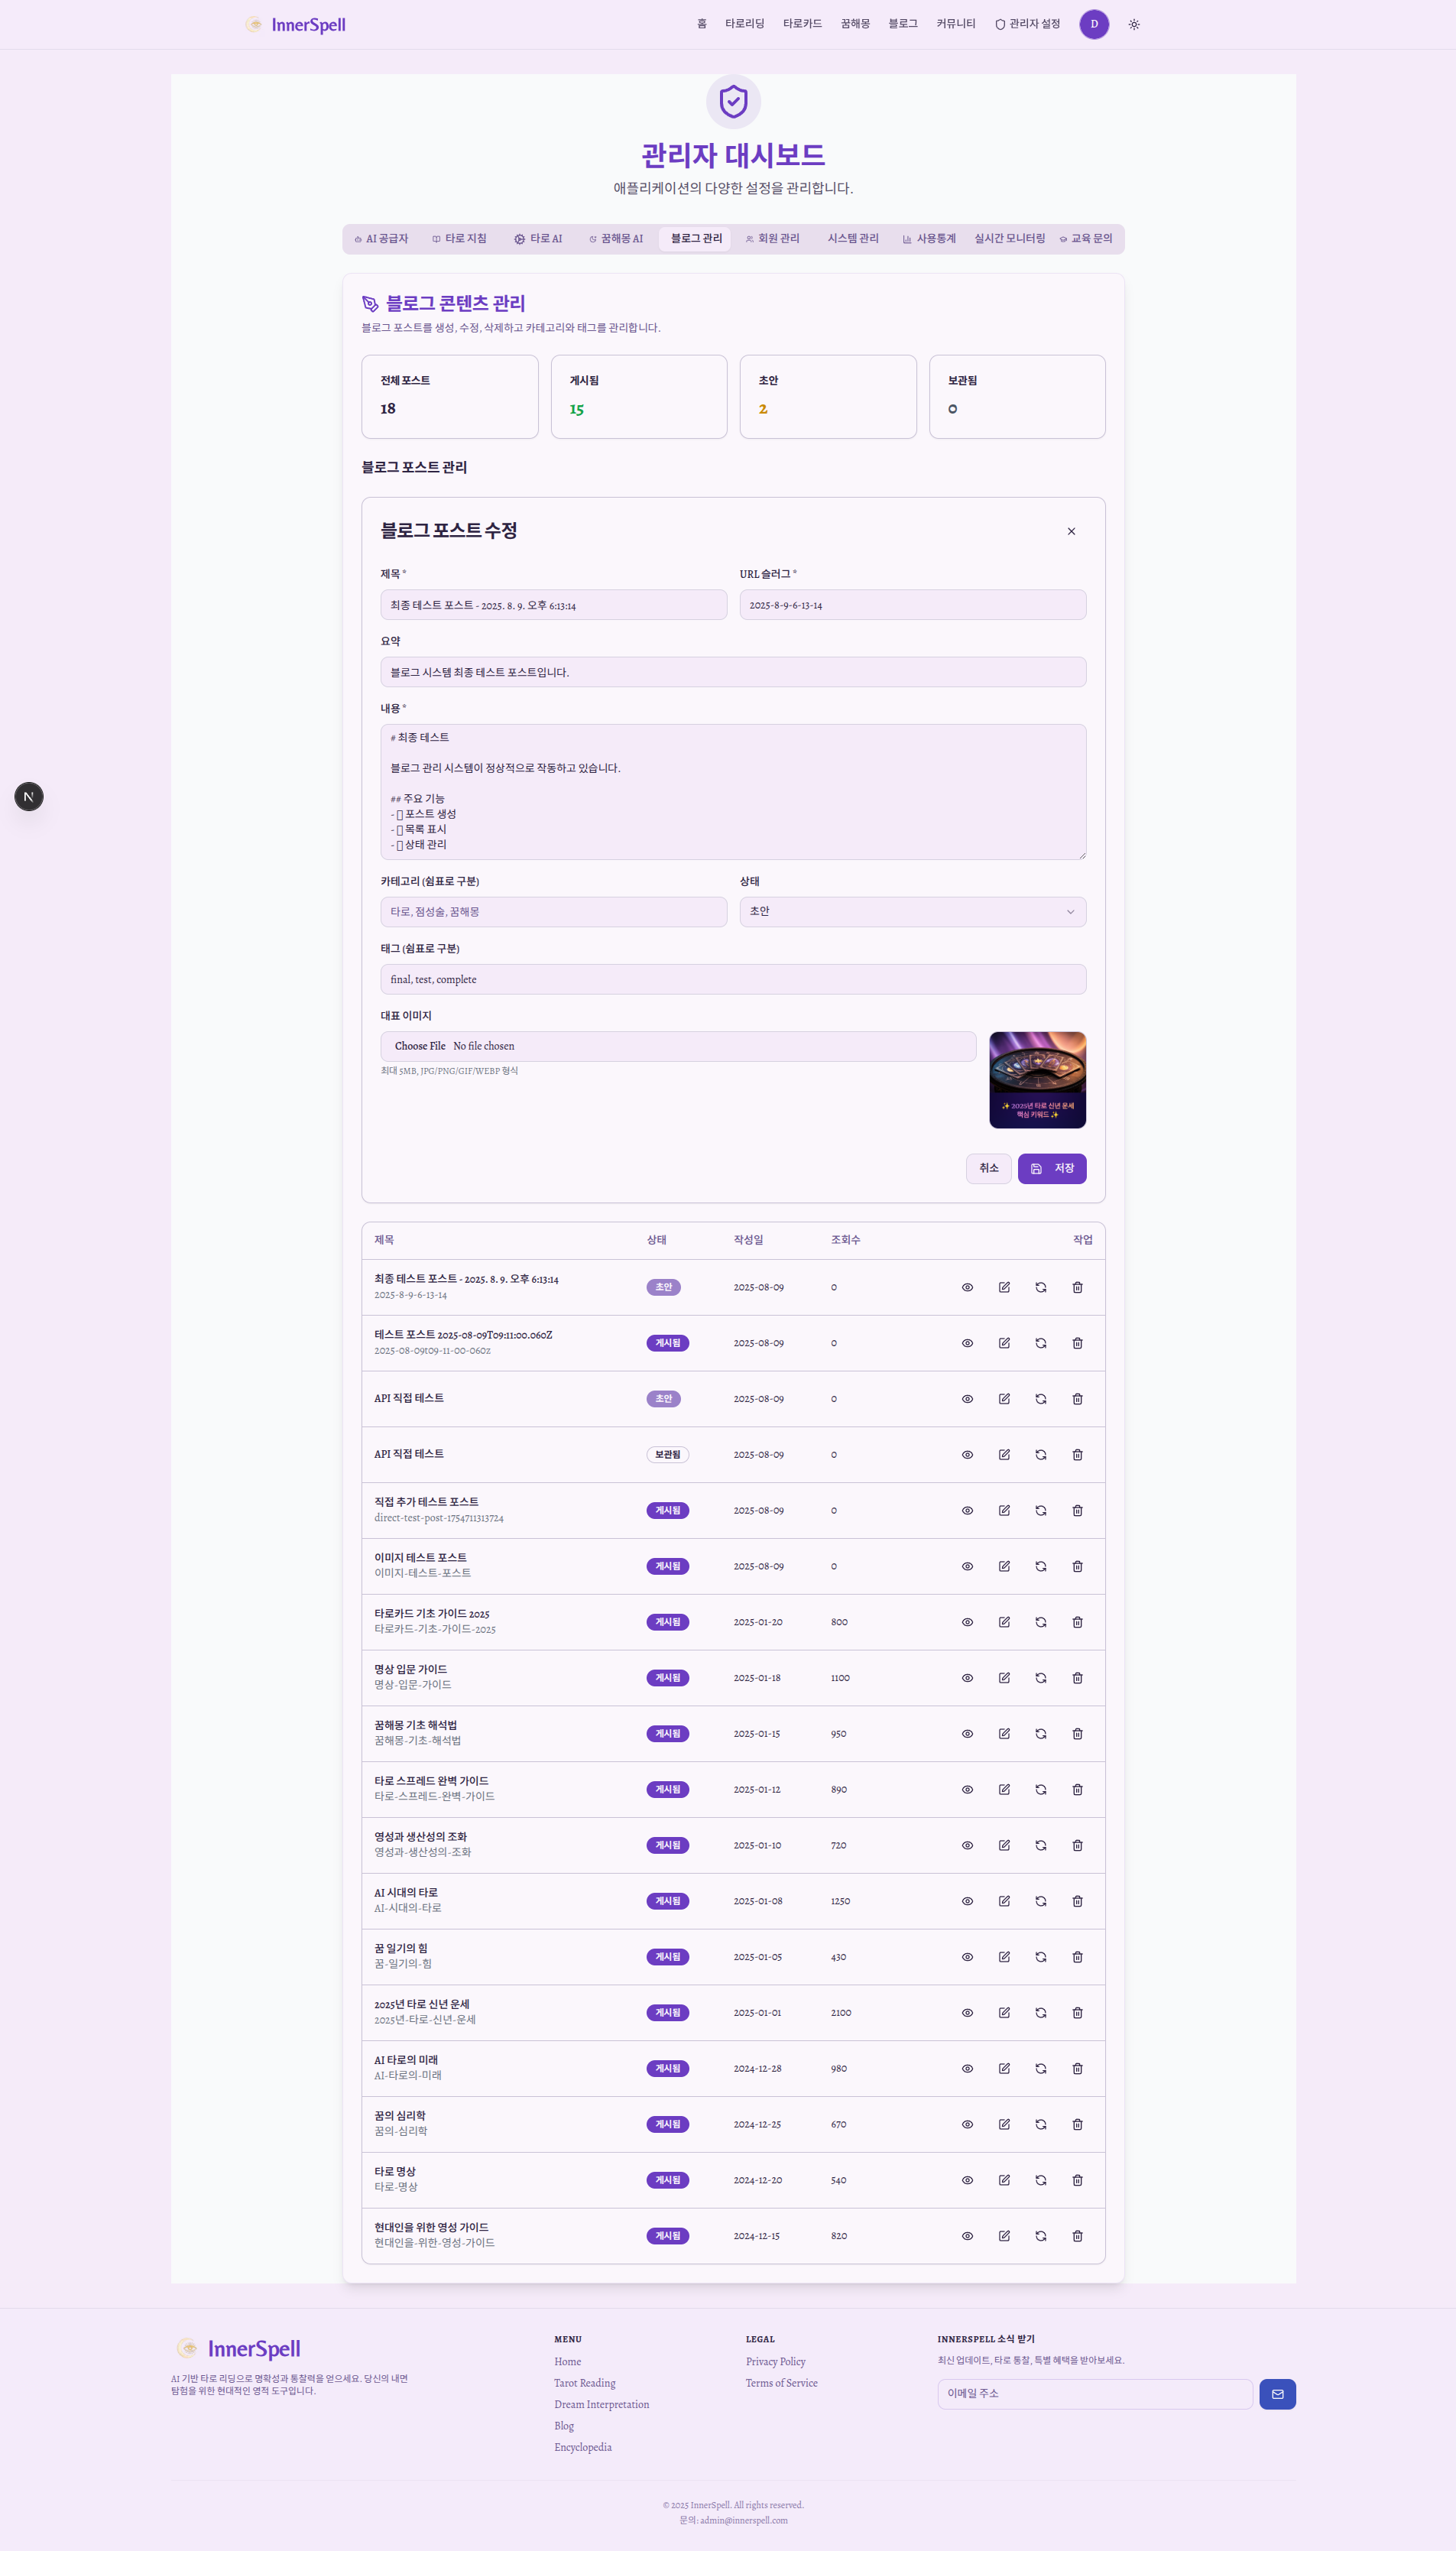 InnerSpell
홈 타로리딩 타로카드 꿈해몽 블로그 커뮤니티 관리자 설정 D
관리자 대시보드
애플리케이션의 다양한 설정을 관리합니다.
AI 공급자 타로 지침 타로 AI 꿈해몽 AI 블로그 관리 회원 관리 시스템 관리 사용통계 실시간 모니터링 교육 문의
블로그 콘텐츠 관리
블로그 포스트를 생성, 수정, 삭제하고 카테고리와 태그를 관리합니다.
전체 포스트 게시됨 초안 보관됨
18 15 2 0
블로그 포스트 관리
블로그 포스트 수정
제목 * URL 슬러그 *
최종 테스트 포스트 - 2025. 8. 9. 오후 6:13:14 2025-8-9-6-13-14
요약
블로그 시스템 최종 테스트 포스트입니다.
내용 *
# 최종 테스트
블로그 관리 시스템이 정상적으로 작동하고 있습니다.
## 주요 기능
- 포스트 생성
- 목록 표시
- 상태 관리
카테고리 (쉼표로 구분) 상태
타로, 점성술, 꿈해몽 초안
태그 (쉼표로 구분)
final, test, complete
대표 이미지
Choose File No file chosen
최대 5MB, JPG/PNG/GIF/WEBP 형식
✨ 2025년 타로 신년 운세
핵심 키워드 ✨
취소 저장
제목 상태 작성일 조회수 작업
최종 테스트 포스트 - 2025. 8. 9. 오후 6:13:14
2025-8-9-6-13-14
초안 2025-08-09 0
테스트 포스트 2025-08-09T09:11:00.060Z
2025-08-09t09-11-00-060z
게시됨 2025-08-09 0
API 직접 테스트 초안 2025-08-09 0
API 직접 테스트 보관됨 2025-08-09 0
직접 추가 테스트 포스트
direct-test-post-1754711313724
게시됨 2025-08-09 0
이미지 테스트 포스트
이미지-테스트-포스트
게시됨 2025-08-09 0
타로카드 기초 가이드 2025
타로카드-기초-가이드-2025
게시됨 2025-01-20 800
명상 입문 가이드
명상-입문-가이드
게시됨 2025-01-18 1100
꿈해몽 기초 해석법
꿈해몽-기초-해석법
게시됨 2025-01-15 950
타로 스프레드 완벽 가이드
타로-스프레드-완벽-가이드
게시됨 2025-01-12 890
영성과 생산성의 조화
영성과-생산성의-조화
게시됨 2025-01-10 720
AI 시대의 타로
AI-시대의-타로
게시됨 2025-01-08 1250
꿈 일기의 힘
꿈-일기의-힘
게시됨 2025-01-05 430
2025년 타로 신년 운세
2025년-타로-신년-운세
게시됨 2025-01-01 2100
AI 타로의 미래
AI-타로의-미래
게시됨 2024-12-28 980
꿈의 심리학
꿈의-심리학
게시됨 2024-12-25 670
타로 명상
타로-명상
게시됨 2024-12-20 540
현대인을 위한 영성 가이드
현대인을-위한-영성-가이드
게시됨 2024-12-15 820
InnerSpell
AI 기반 타로 리딩으로 명확성과 통찰력을 얻으세요. 당신의 내면
탐험을 위한 현대적인 영적 도구입니다.
MENU
Home
Tarot Reading
Dream Interpretation
Blog
Encyclopedia
LEGAL
Privacy Policy
Terms of Service
INNERSPELL 소식 받기
최신 업데이트, 타로 통찰, 특별 혜택을 받아보세요.
이메일 주소
© 2025 InnerSpell. All rights reserved.
문의: admin@innerspell.com